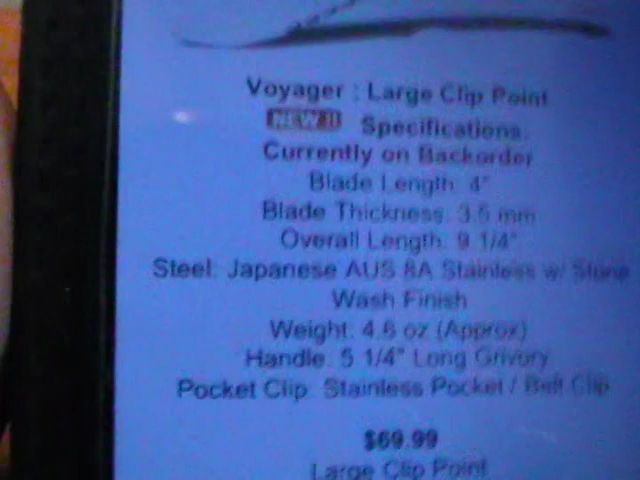 Voyager : Large Clip Point
NEW !! Specifications:
Currently on Backorder
Blade Length: 4"
Blade Thickness: 3.5 mm
Overall Length: 9 1/4"
Steel: Japanese AUS 8A Stainless w/ Stone
Wash Finish
Weight: 4.6 oz (Approx)
Handle: 5 1/4" Long Grivory
Pocket Clip: Stainless Pocket / Belt Clip
$69.99
Large Clip Point